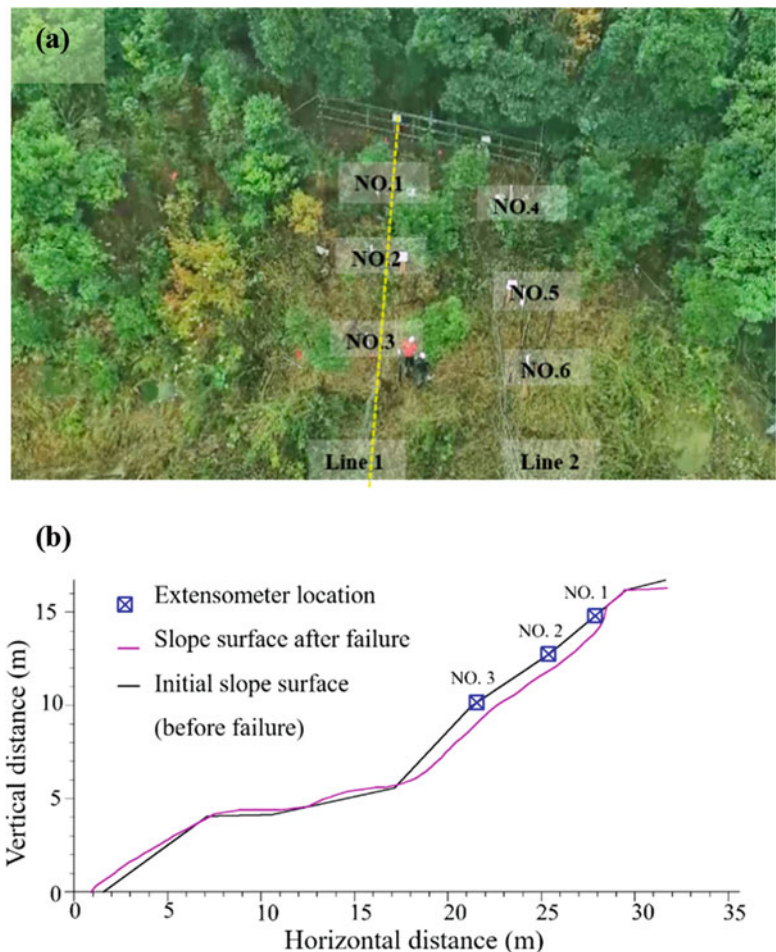 (a)
NO.1
NO.4
NO.2
NO.5
NO.3
NO.6
Line 1
Line 2
(b)
Extensometer location
Slope surface after failure
Initial slope surface
(before failure)
NO. 1
NO. 2
NO. 3
Vertical distance (m)
15
10
5
0
0 5 10 15 20 25 30 35
Horizontal distance (m)